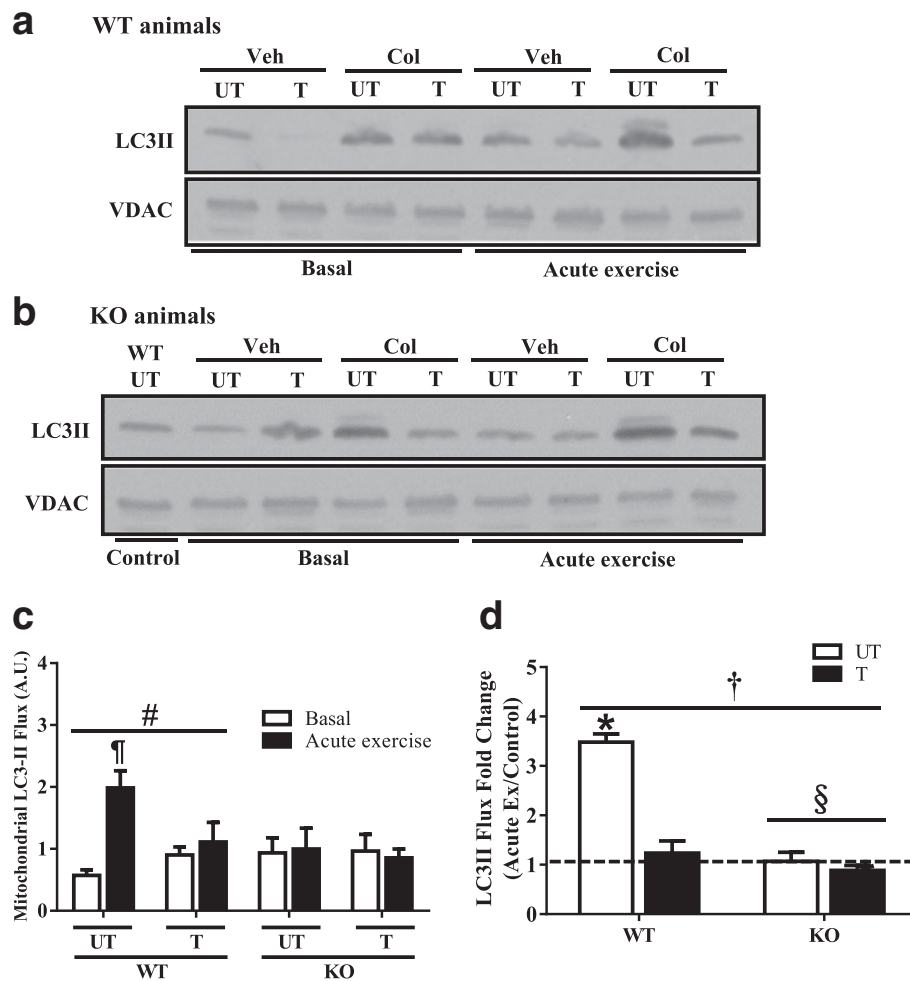 a WT animals
Veh Col Veh Col
UT T UT T UT T UT T
LC3II
VDAC
Basal Acute exercise
b KO animals
WT Veh Col Veh Col
UT UT T UT T UT T UT T
LC3II
VDAC
Control Basal Acute exercise
c
Mitochondrial LC3-II Flux (A.U.)
4
3
2
1
0
#
¶
Basal
Acute exercise
UT T UT T
WT KO
d
LC3II Flux Fold Change
(Acute Ex/Control)
5
4
3
2
1
0
UT
T
†
*
§
WT KO